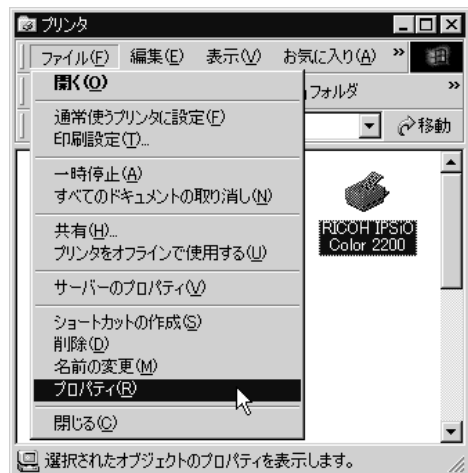 プリンタ
ファイル(F) 編集(E) 表示(V) お気に入り(A) »
開く(O)
フォルダ »
通常使うプリンタに設定(F)
移動
印刷設定(T)...
一時停止(A)
すべてのドキュメントの取り消し(N)
共有(H)...
プリンタをオフラインで使用する(U)
RICOH IPSiO
Color 2200
サーバーのプロパティ(V)
ショートカットの作成(S)
削除(D)
名前の変更(M)
プロパティ(R)
閉じる(C)
選択されたオブジェクトのプロパティを表示します。